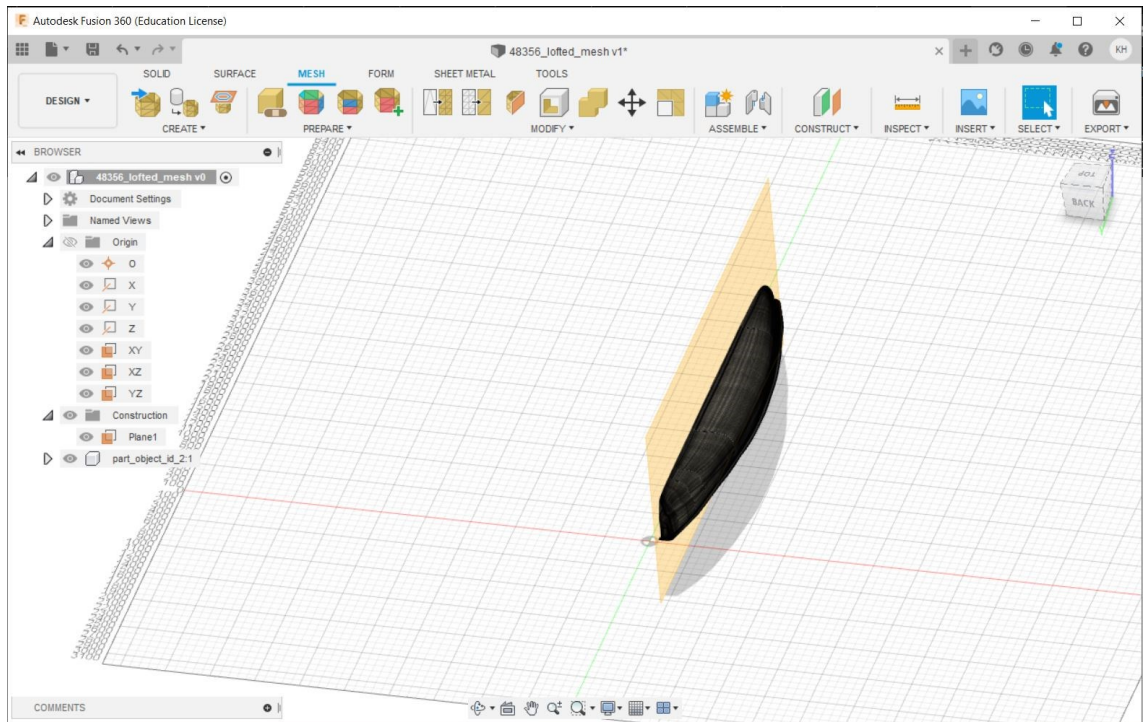 F Autodesk Fusion 360 (Education License)
48356_lofted_mesh v1*
KH
SOLID SURFACE MESH FORM SHEET METAL TOOLS
DESIGN
CREATE PREPARE MODIFY ASSEMBLE CONSTRUCT INSPECT INSERT SELECT EXPORT
BROWSER
48356_lofted_mesh v0
Document Settings
Named Views
Origin
O
X
Y
Z
XY
XZ
YZ
Construction
Plane1
part_object_id_2:1
Z
TOP
BACK
Y
COMMENTS